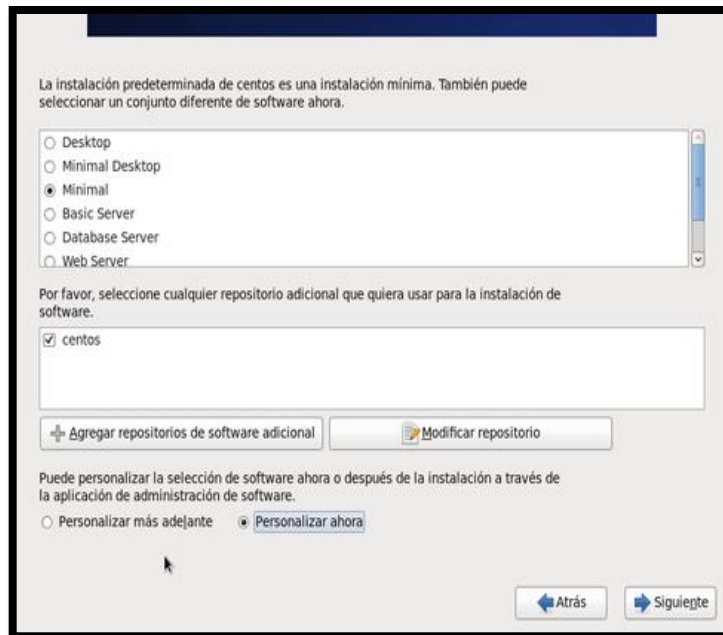 La instalación predeterminada de centos es una instalación mínima. También puede
seleccionar un conjunto diferente de software ahora.
Desktop
Minimal Desktop
Minimal
Basic Server
Database Server
Web Server
Por favor, seleccione cualquier repositorio adicional que quiera usar para la instalación de
software.
centos
Agregar repositorios de software adicional
Modificar repositorio
Puede personalizar la selección de software ahora o después de la instalación a través de
la aplicación de administración de software.
Personalizar más adelante
Personalizar ahora
Atrás
Siguiente